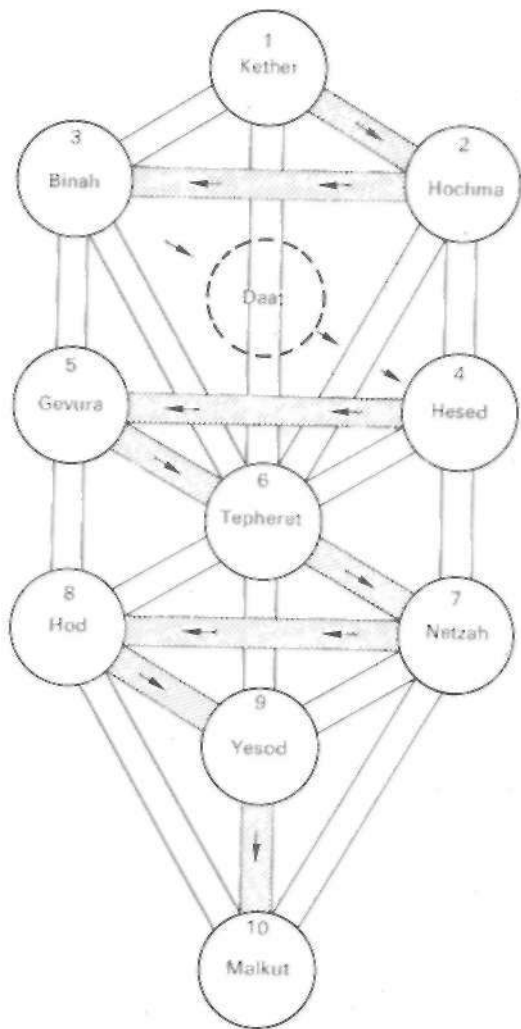 1
Kether
2
Hochma
3
Binah
Daat
4
Hesed
5
Gevura
6
Tepheret
7
Netzah
8
Hod
9
Yesod
10
Malkut